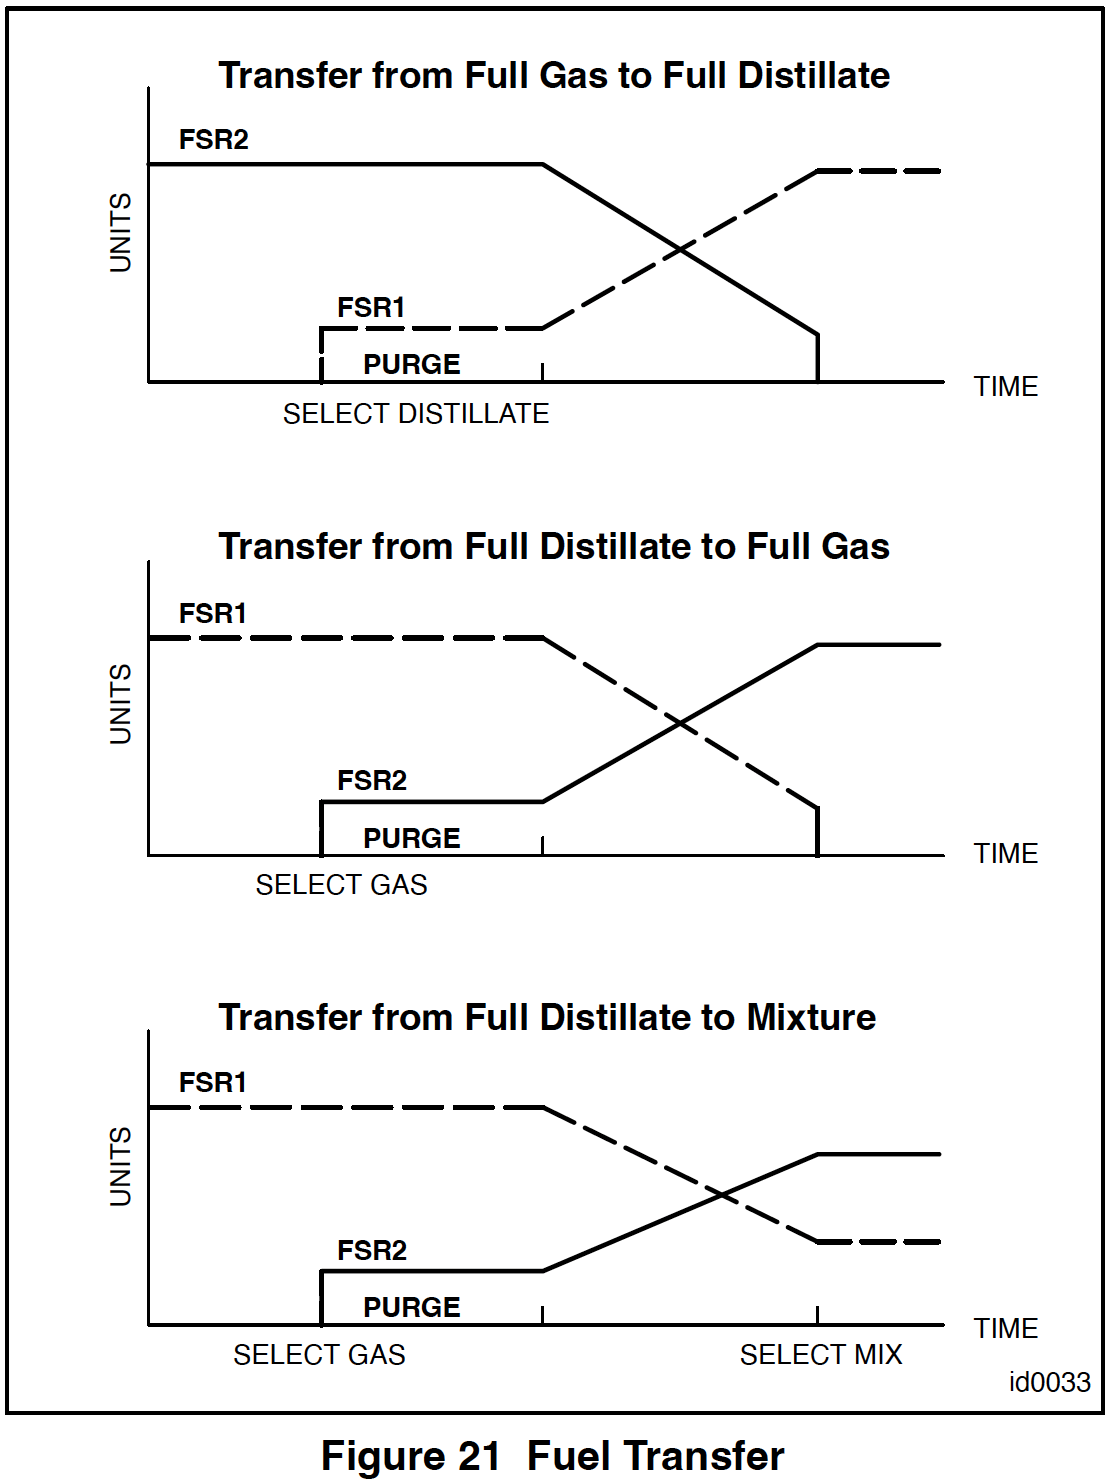 Transfer from Full Gas to Full Distillate
FSR2
UNITS
FSR1
PURGE
TIME
SELECT DISTILLATE
Transfer from Full Distillate to Full Gas
FSR1
UNITS
FSR2
PURGE
TIME
SELECT GAS
Transfer from Full Distillate to Mixture
FSR1
UNITS
FSR2
PURGE
TIME
SELECT GAS
SELECT MIX
id0033
Figure 21 Fuel Transfer